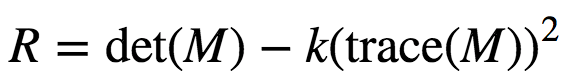 R = det(M) − k(trace(M))²